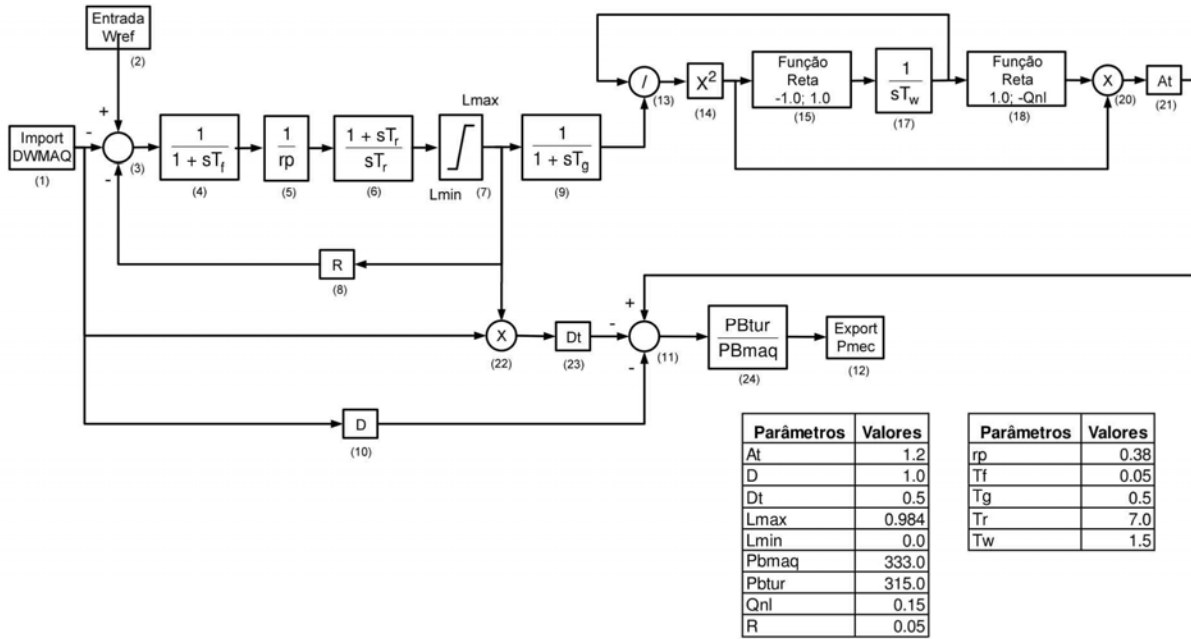 Entrada
Wref
(2)
Import
DWMAQ
(1)
+
-
-
(3)
1
1 + sTf
(4)
1
rp
(5)
1 + sTr
sTr
(6)
Lmax
Lmin
(7)
1
1 + sTg
(9)
/
(13)
X²
(14)
Função
Reta
-1.0; 1.0
(15)
1
sTw
(17)
Função
Reta
1.0; -Qnl
(18)
X
(20)
At
(21)
R
(8)
X
(22)
Dt
(23)
+
-
-
(11)
PBtur
PBmaq
(24)
Export
Pmec
(12)
D
(10)
Parâmetros Valores
At 1.2
D 1.0
Dt 0.5
Lmax 0.984
Lmin 0.0
Pbmaq 333.0
Pbtur 315.0
Qnl 0.15
R 0.05
Parâmetros Valores
rp 0.38
Tf 0.05
Tg 0.5
Tr 7.0
Tw 1.5